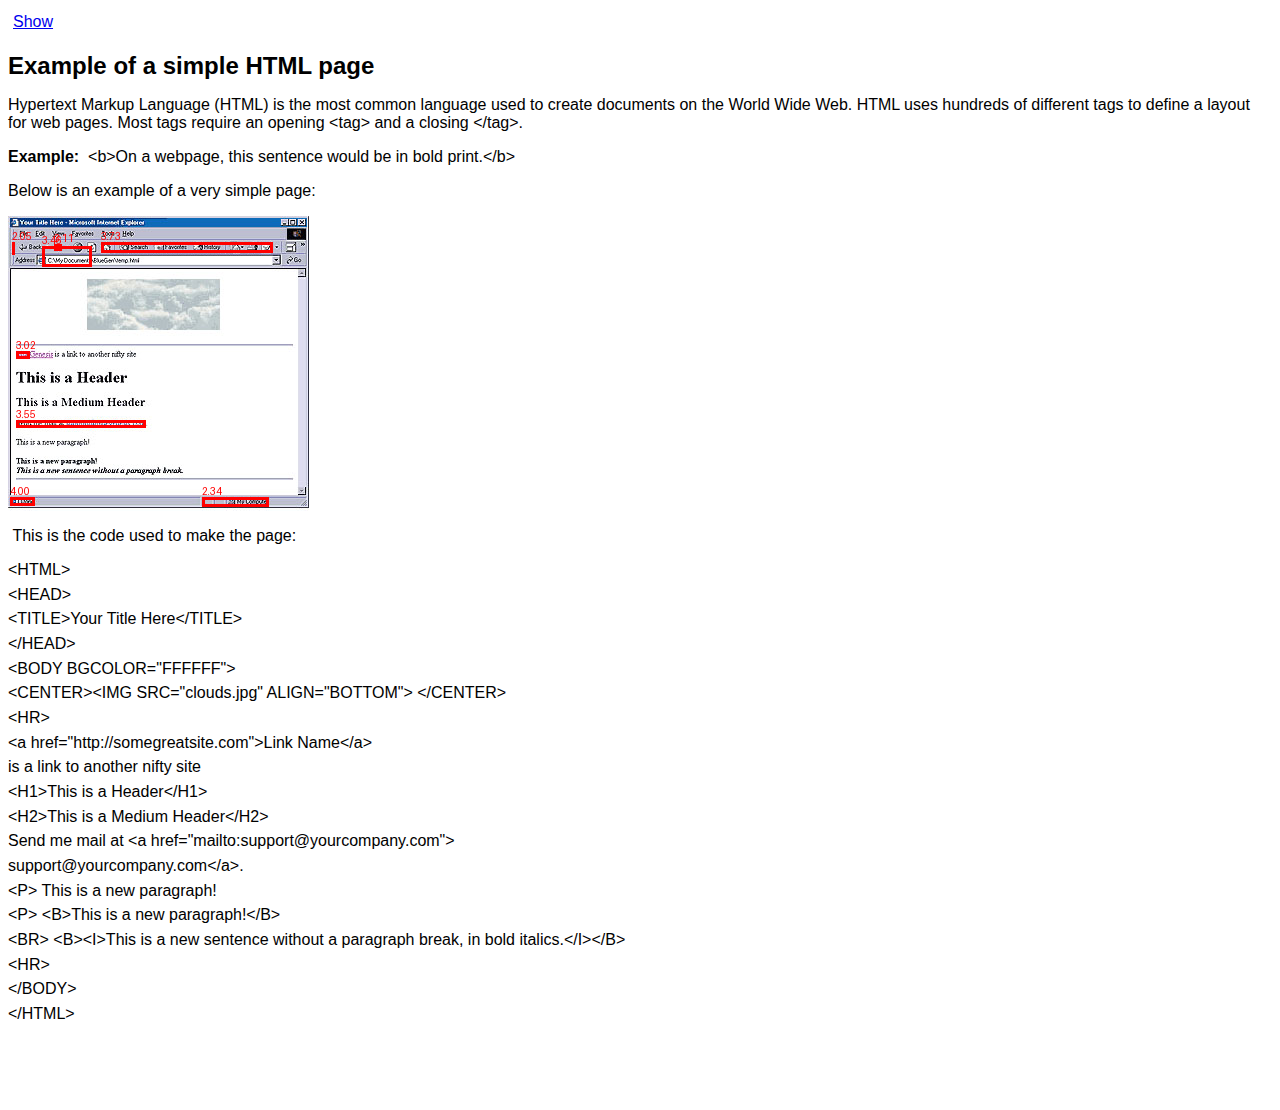 Show
Example of a simple HTML page
Hypertext Markup Language (HTML) is the most common language used to create documents on the World Wide Web. HTML uses hundreds of different tags to define a layout
for web pages. Most tags require an opening <tag> and a closing </tag>.
Example:  <b>On a webpage, this sentence would be in bold print.</b>
Below is an example of a very simple page:
Your Title Here - Microsoft Internet Explorer
File Edit View Favorites Tools Help
2.05 3.46 3.73
Back Search Favorites History
Address C:\My Documents\BlueGen\temp.html Go
3.02
Genesis is a link to another nifty site
This is a Header
This is a Medium Header
3.55
This is a new paragraph!
This is a new paragraph!
This is a new sentence without a paragraph break.
4.00 2.34
My Compute
This is the code used to make the page:
<HTML>
<HEAD>
<TITLE>Your Title Here</TITLE>
</HEAD>
<BODY BGCOLOR="FFFFFF">
<CENTER><IMG SRC="clouds.jpg" ALIGN="BOTTOM"> </CENTER>
<HR>
<a href="http://somegreatsite.com">Link Name</a>
is a link to another nifty site
<H1>This is a Header</H1>
<H2>This is a Medium Header</H2>
Send me mail at <a href="mailto:support@yourcompany.com">
support@yourcompany.com</a>.
<P> This is a new paragraph!
<P> <B>This is a new paragraph!</B>
<BR> <B><I>This is a new sentence without a paragraph break, in bold italics.</I></B>
<HR>
</BODY>
</HTML>